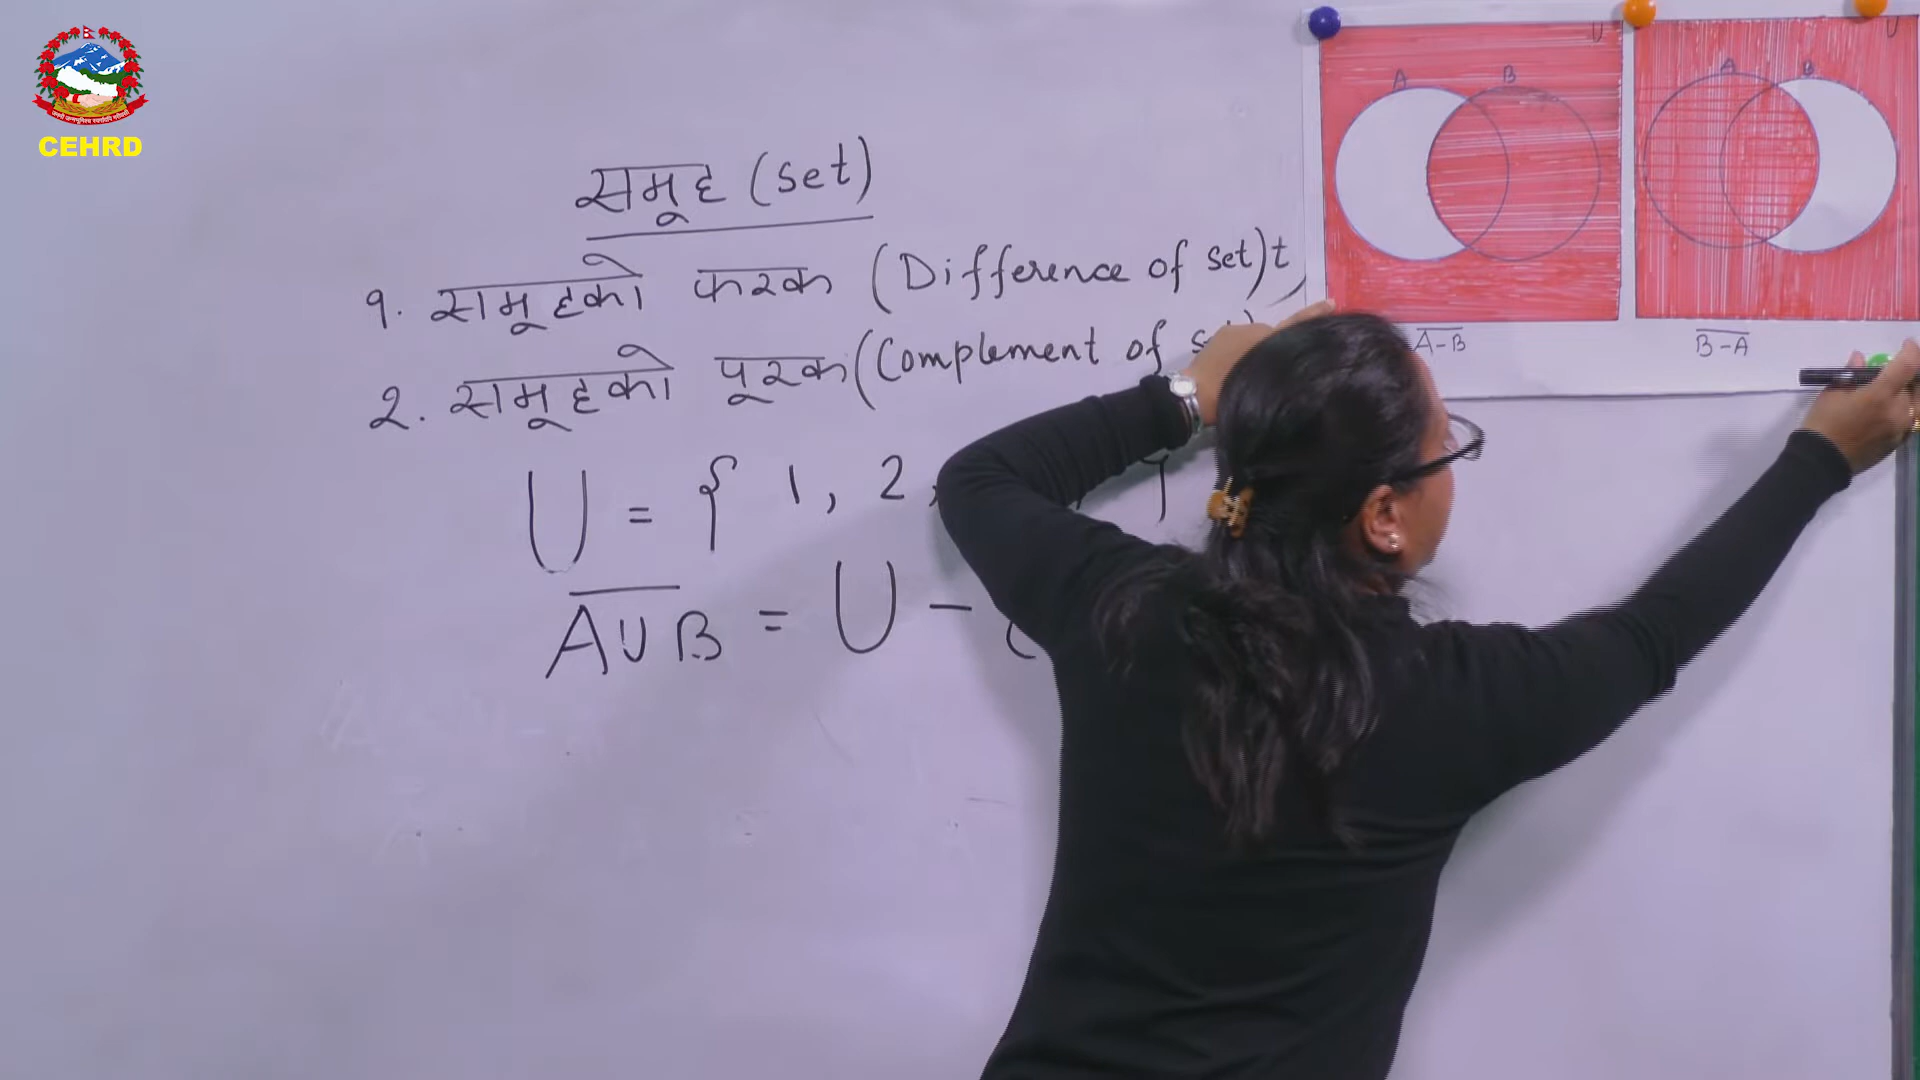 CEHRD
समूह (set)
१. समूहको फरक (Difference of set)t
२. समूहको पूरक (Complement of
U = { 1, 2,
A∪B̅ = U - (
U
A B
A̅-̅B̅
U
A B
B̅-̅A̅